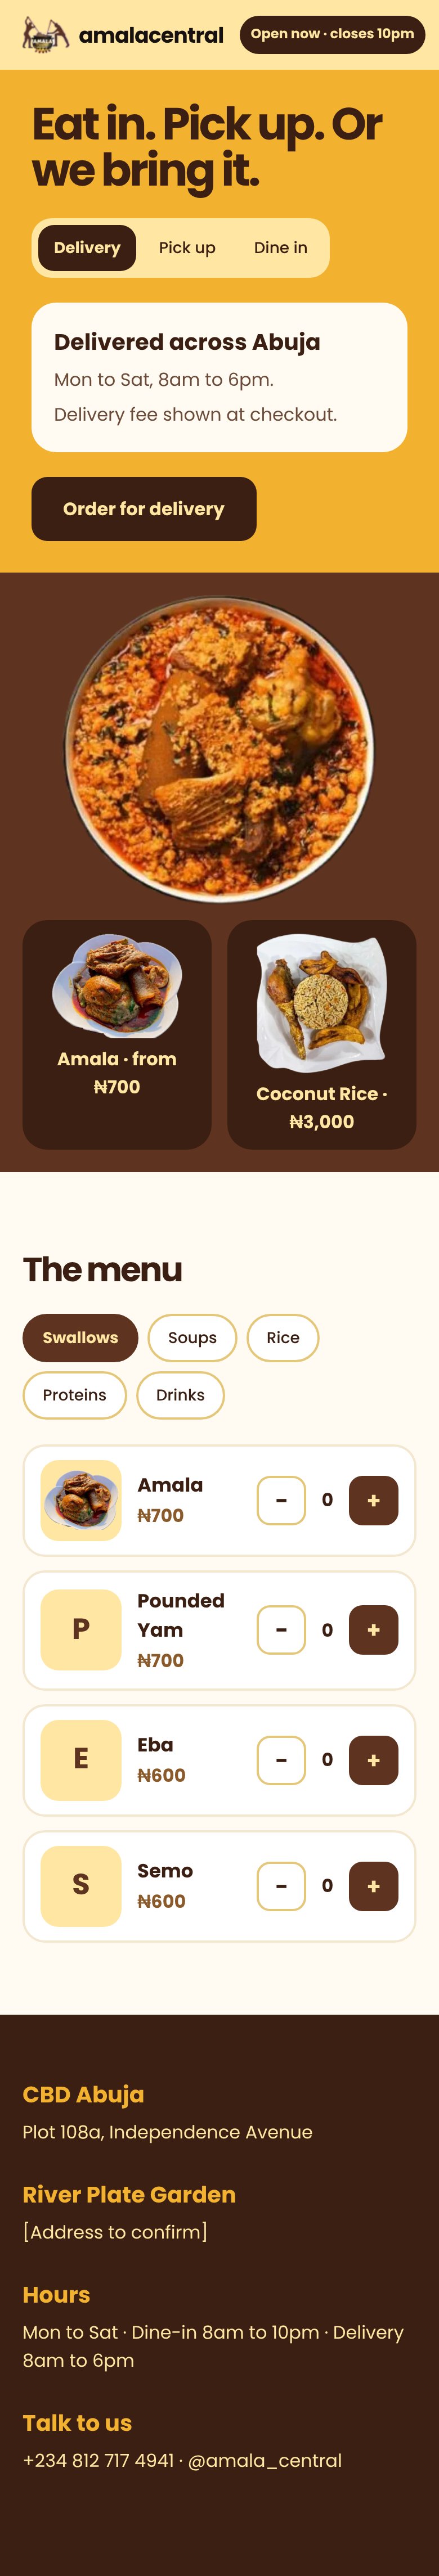 amalacentral
Open now · closes 10pm
Eat in. Pick up. Or
we bring it.
Delivery
Pick up
Dine in
Delivered across Abuja
Mon to Sat, 8am to 6pm.
Delivery fee shown at checkout.
Order for delivery
Amala · from
₦700
Coconut Rice ·
₦3,000
The menu
Swallows
Soups
Rice
Proteins
Drinks
Amala
₦700
−
0
+
P
Pounded
Yam
₦700
−
0
+
E
Eba
₦600
−
0
+
S
Semo
₦600
−
0
+
CBD Abuja
Plot 108a, Independence Avenue
River Plate Garden
[Address to confirm]
Hours
Mon to Sat · Dine-in 8am to 10pm · Delivery
8am to 6pm
Talk to us
+234 812 717 4941 · @amala_central